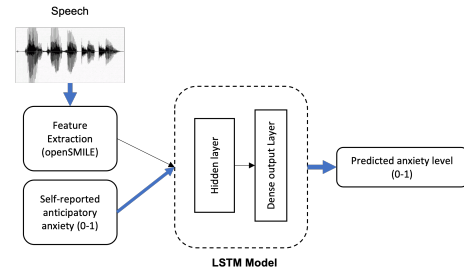 Speech
Feature
Extraction
(openSMILE)
Self-reported
anticipatory
anxiety (0-1)
Hidden layer
Dense output Layer
Predicted anxiety level
(0-1)
LSTM Model